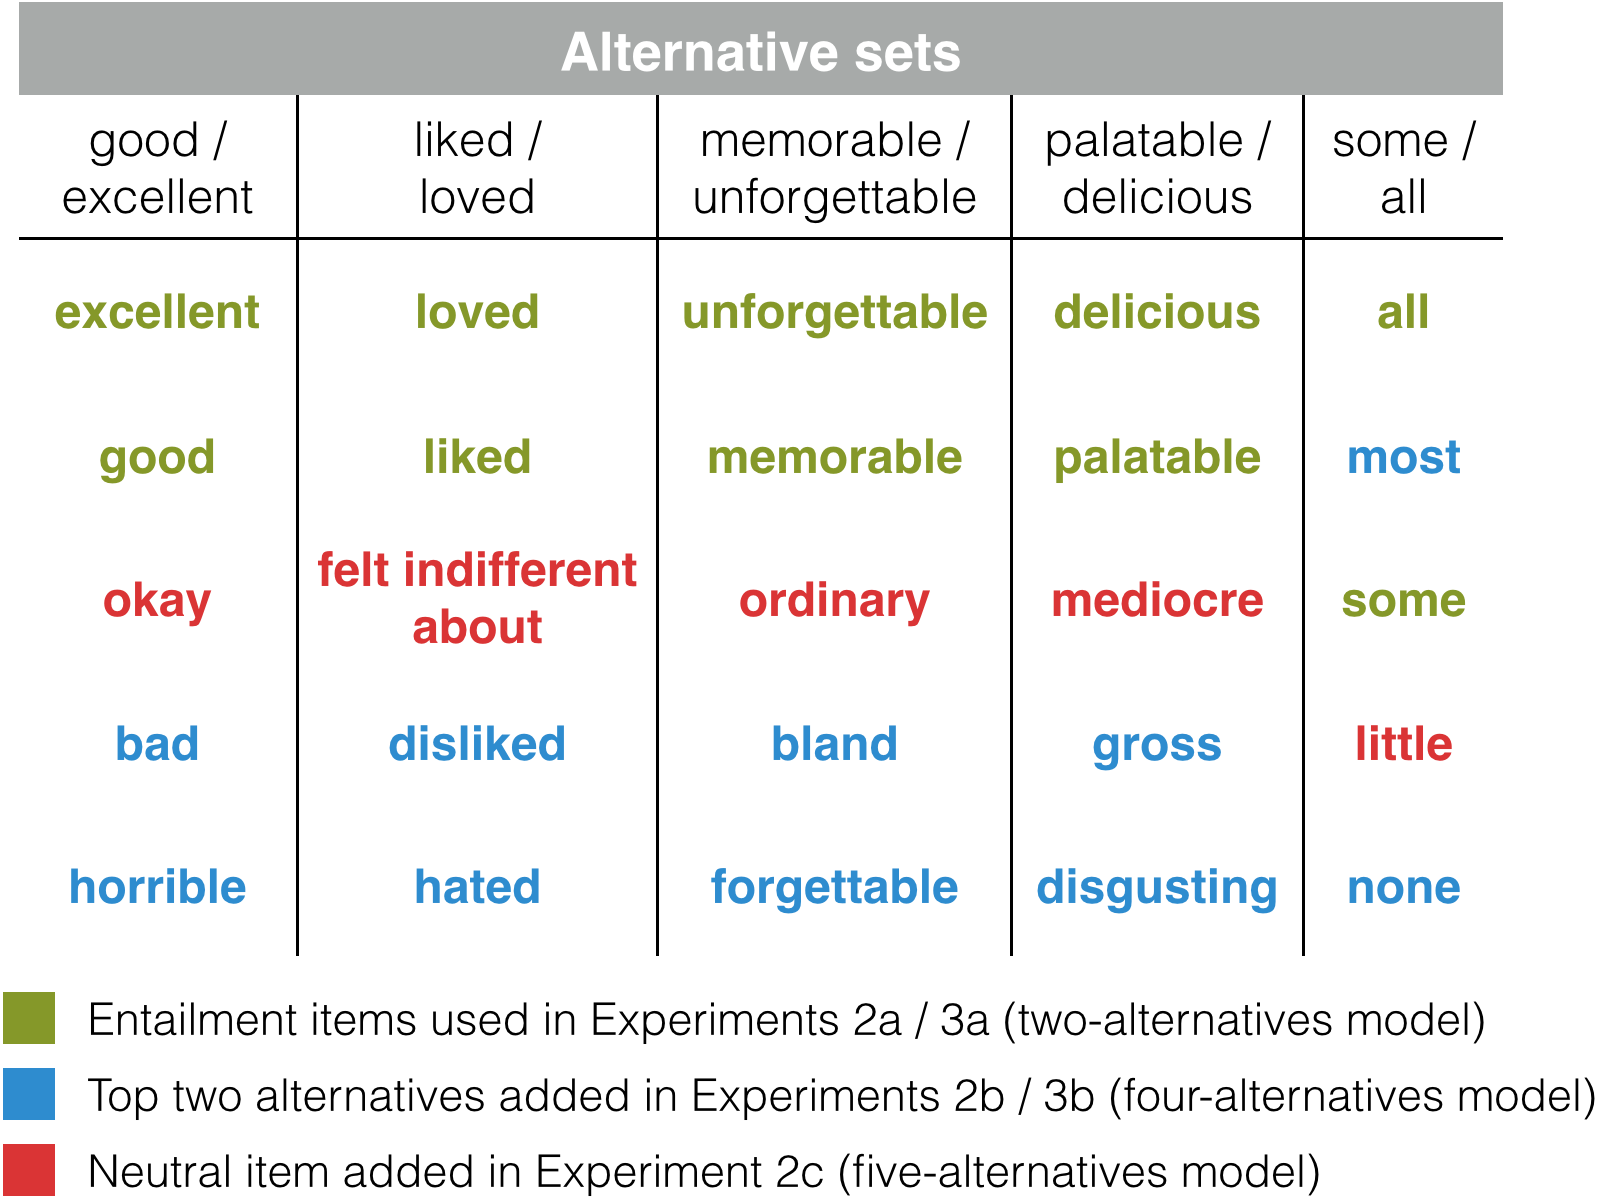 Alternative sets
good / liked / memorable / palatable / some /
excellent loved unforgettable delicious all
excellent loved unforgettable delicious all
good liked memorable palatable most
okay felt indifferent about ordinary mediocre some
bad disliked bland gross little
horrible hated forgettable disgusting none
Entailment items used in Experiments 2a / 3a (two-alternatives model)
Top two alternatives added in Experiments 2b / 3b (four-alternatives model)
Neutral item added in Experiment 2c (five-alternatives model)